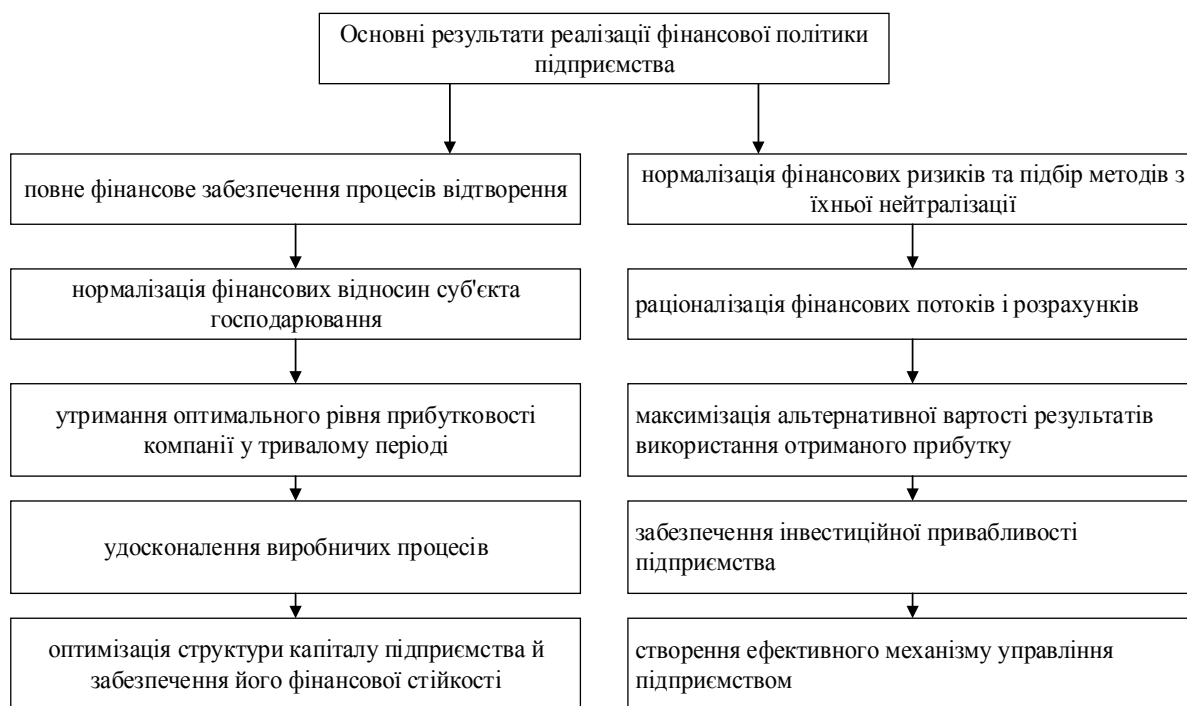 Основні результати реалізації фінансової політики
підприємства
повне фінансове забезпечення процесів відтворення
нормалізація фінансових відносин суб'єкта
господарювання
утримання оптимального рівня прибутковості
компанії у тривалому періоді
удосконалення виробничих процесів
оптимізація структури капіталу підприємства й
забезпечення його фінансової стійкості
нормалізація фінансових ризиків та підбір методів з
їхньої нейтралізації
раціоналізація фінансових потоків і розрахунків
максимізація альтернативної вартості результатів
використання отриманого прибутку
забезпечення інвестиційної привабливості
підприємства
створення ефективного механізму управління
підприємством